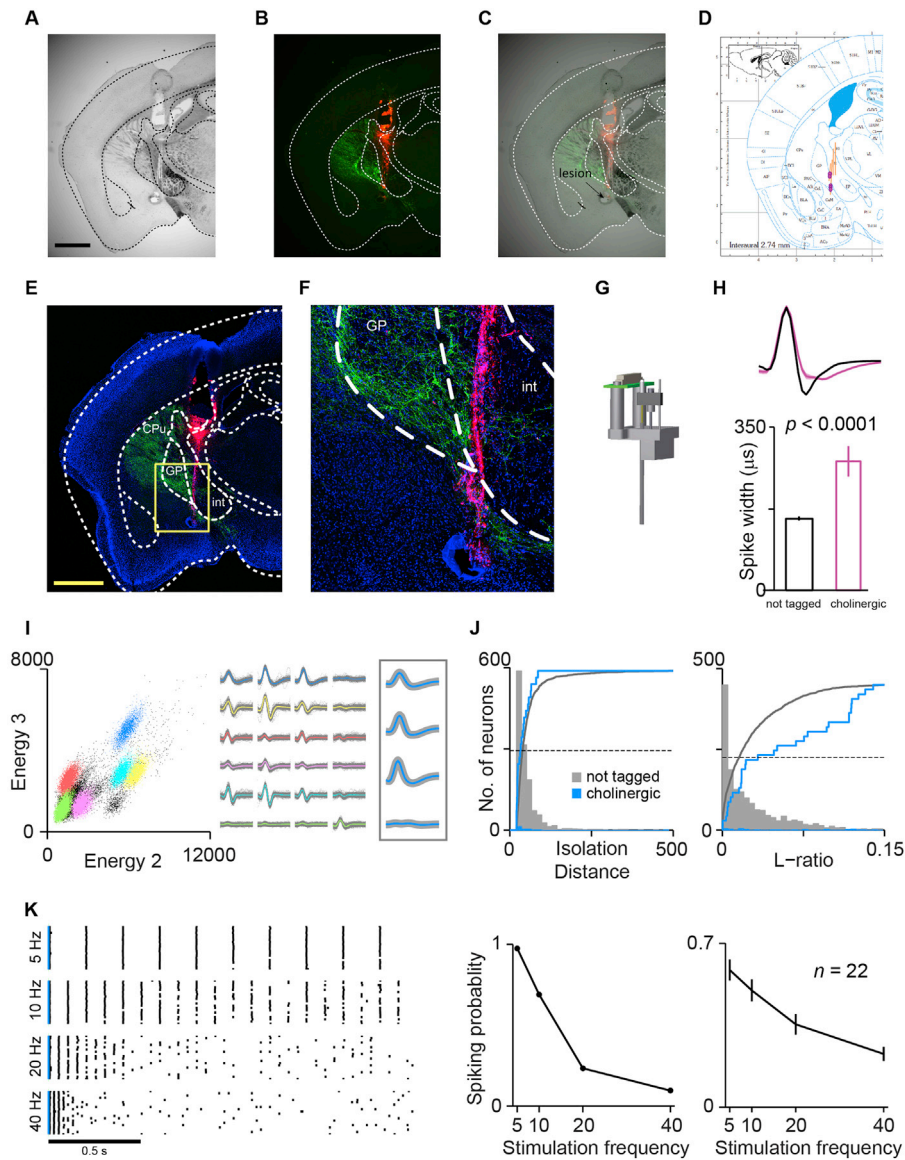 A
B
C
D
lesion
Interaural 2.74 mm
E
F
G
H
CPu
GP
int
GP
int
p < 0.0001
350
Spike width (μs)
0
not tagged
cholinergic
I
8000
Energy 3
0
Energy 2
12000
J
600
No. of neurons
not tagged
cholinergic
0
0
Isolation Distance
500
500
0
0
L−ratio
0.15
K
5 Hz
10 Hz
20 Hz
40 Hz
0.5 s
1
Spiking probablity
0
5 10 20 40
Stimulation frequency
0.7
n = 22
0
5 10 20 40
Stimulation frequency